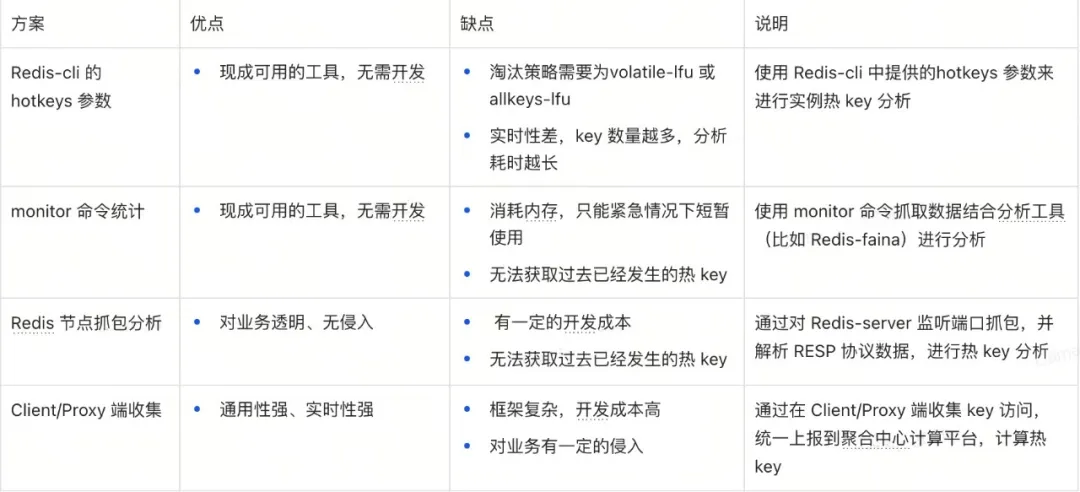 方案
优点
缺点
说明
Redis-cli 的
hotkeys 参数
现成可用的工具，无需开发
淘汰策略需要为volatile-lfu 或
allkeys-lfu
实时性差，key 数量越多，分析
耗时越长
使用 Redis-cli 中提供的hotkeys 参数来
进行实例热 key 分析
monitor 命令统计
现成可用的工具，无需开发
消耗内存，只能紧急情况下短暂
使用
无法获取过去已经发生的热 key
使用 monitor 命令抓取数据结合分析工具
（比如 Redis-faina）进行分析
Redis 节点抓包分析
对业务透明、无侵入
有一定的开发成本
无法获取过去已经发生的热 key
通过对 Redis-server 监听端口抓包，并
解析 RESP 协议数据，进行热 key 分析
Client/Proxy 端收集
通用性强、实时性强
框架复杂，开发成本高
对业务有一定的侵入
通过在 Client/Proxy 端收集 key 访问，
统一上报到聚合中心计算平台，计算热
key